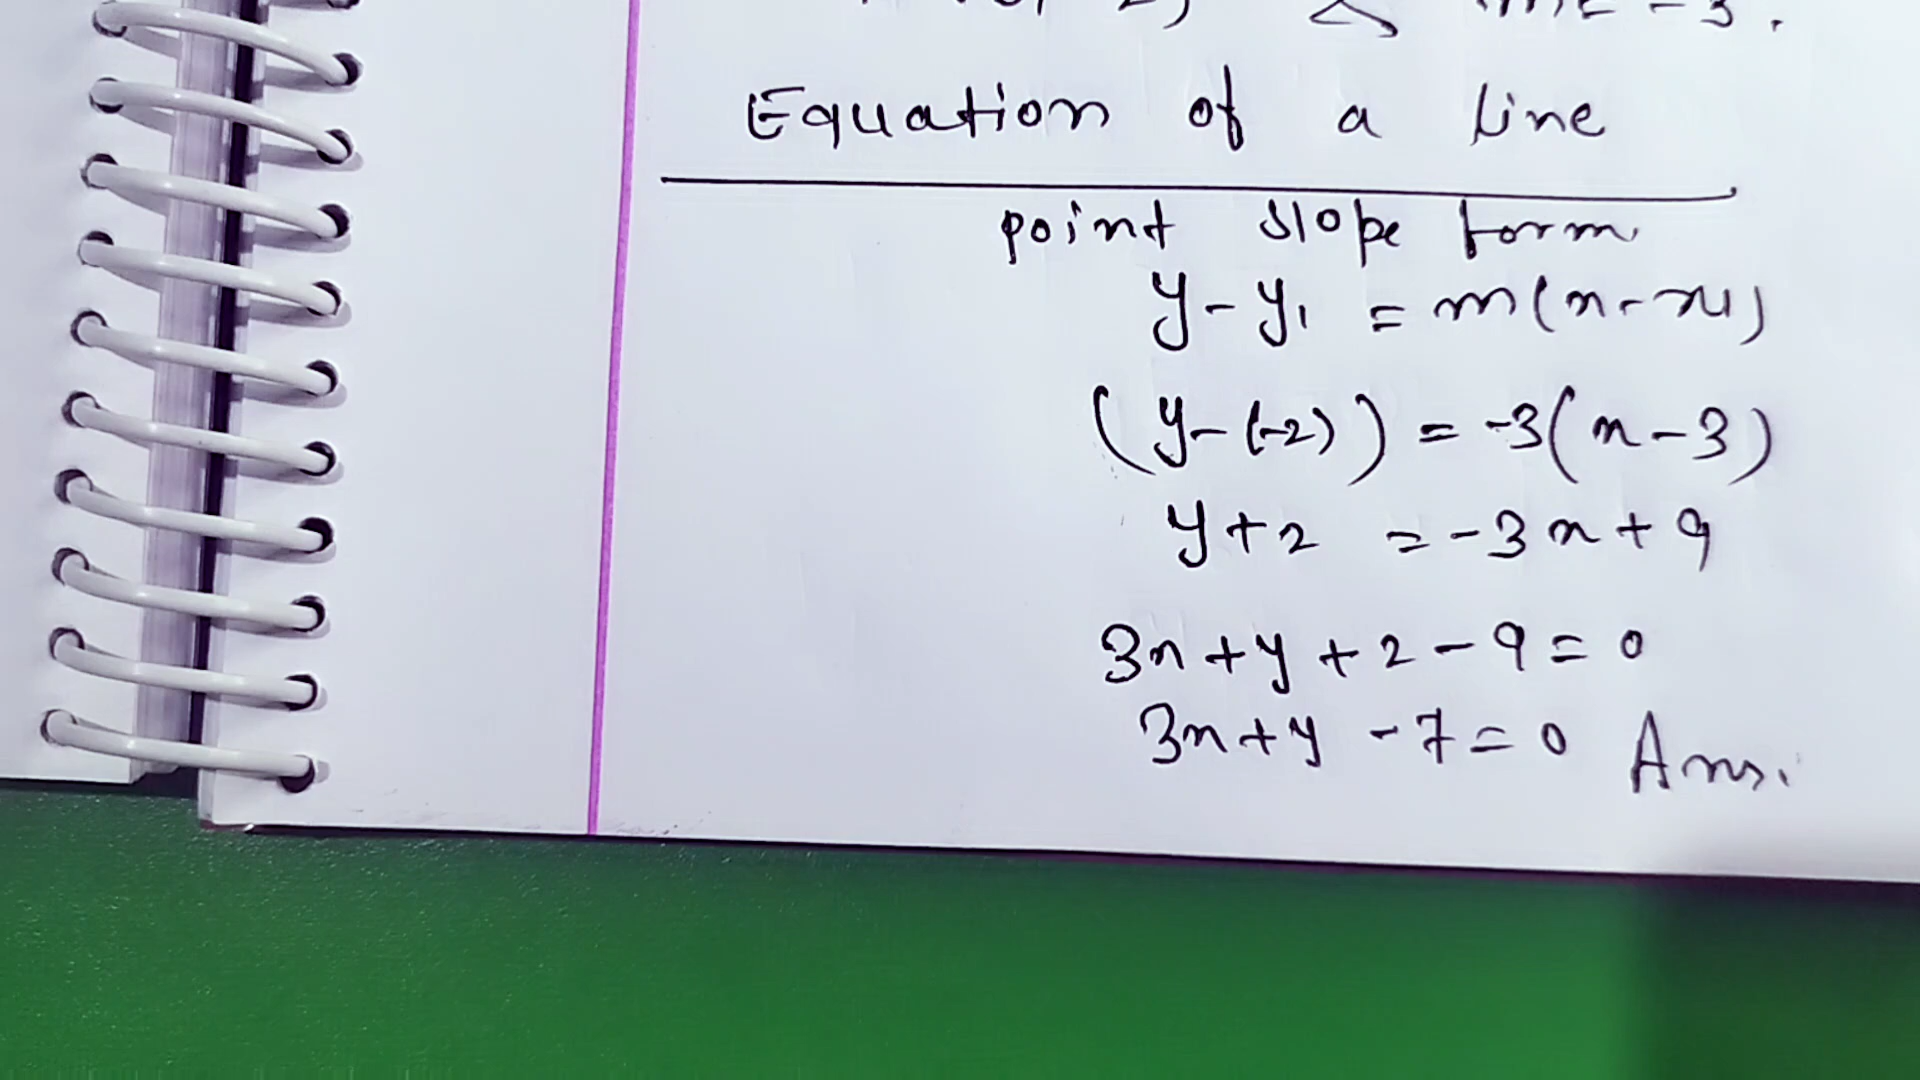 Equation of a line
point slope form
y - y₁ = m(x - x₁)
(y - (-2)) = -3(x - 3)
y + 2 = -3x + 9
3x + y + 2 - 9 = 0
3x + y - 7 = 0 Ans.